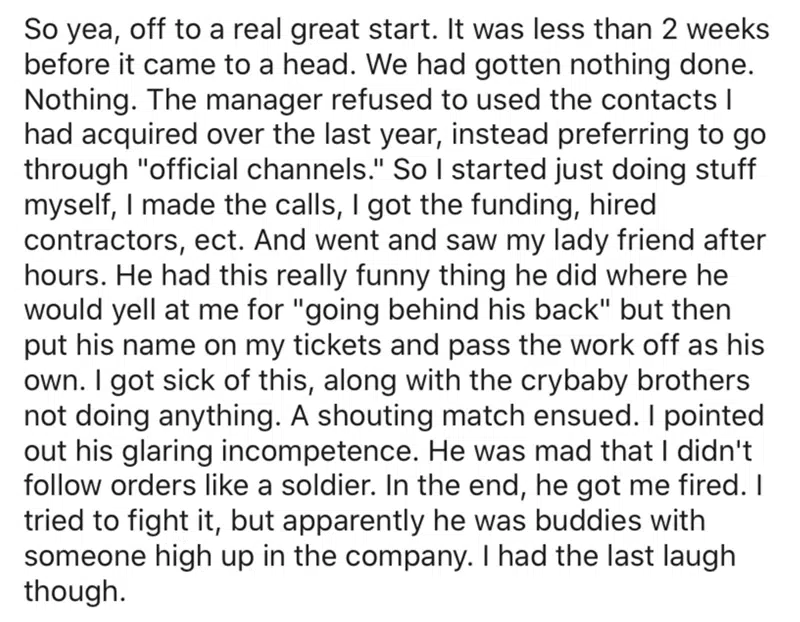 So yea, off to a real great start. It was less than 2 weeks
before it came to a head. We had gotten nothing done.
Nothing. The manager refused to used the contacts I
had acquired over the last year, instead preferring to go
through "official channels." So I started just doing stuff
myself, I made the calls, I got the funding, hired
contractors, ect. And went and saw my lady friend after
hours. He had this really funny thing he did where he
would yell at me for "going behind his back" but then
put his name on my tickets and pass the work off as his
own. I got sick of this, along with the crybaby brothers
not doing anything. A shouting match ensued. I pointed
out his glaring incompetence. He was mad that I didn't
follow orders like a soldier. In the end, he got me fired. I
tried to fight it, but apparently he was buddies with
someone high up in the company. I had the last laugh
though.